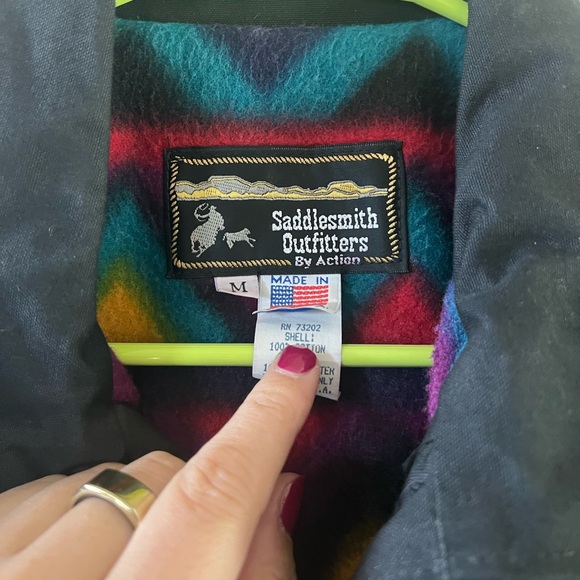 Saddlesmith
Outfitters
By Action
M
MADE IN
RN 73202
SHELL:
100% COTTON